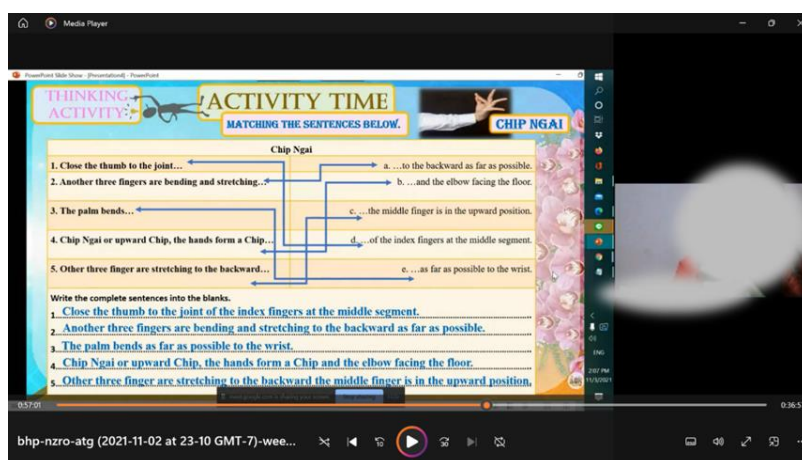 Media Player
PowerPoint Slide Show - [Presentation4] - PowerPoint
THINKING
ACTIVITY:
ACTIVITY TIME
MATCHING THE SENTENCES BELOW.
CHIP NGAI
Chip Ngai
1. Close the thumb to the joint…
a. …to the backward as far as possible.
2. Another three fingers are bending and stretching…
b. …and the elbow facing the floor.
3. The palm bends…
c. …the middle finger is in the upward position.
4. Chip Ngai or upward Chip, the hands form a Chip…
d. …of the index fingers at the middle segment.
5. Other three finger are stretching to the backward…
e. …as far as possible to the wrist.
Write the complete sentences into the blanks.
1 Close the thumb to the joint of the index fingers at the middle segment.
2 Another three fingers are bending and stretching to the backward as far as possible.
3 The palm bends as far as possible to the wrist.
4 Chip Ngai or upward Chip, the hands form a Chip and the elbow facing the floor.
5 Other three finger are stretching to the backward the middle finger is in the upward position.
ENG
2:07 PM
11/3/2021
0:57:01
0:36:5
bhp-nzro-atg (2021-11-02 at 23-10 GMT-7)-wee...
10
30